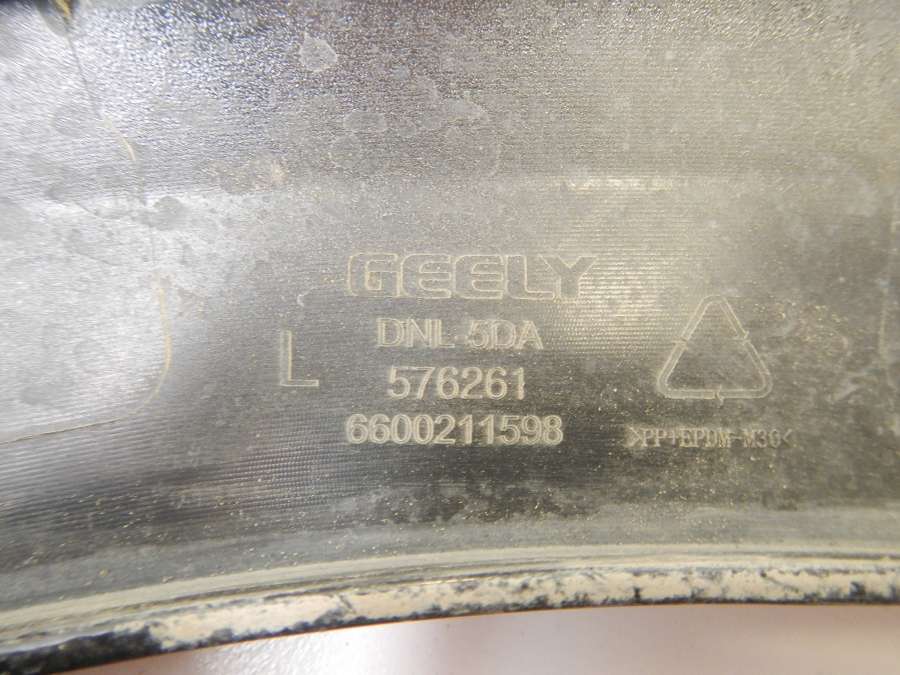 GEELY
DNL-5DA
L
576261
6600211598
>PP+EPDM-M30<